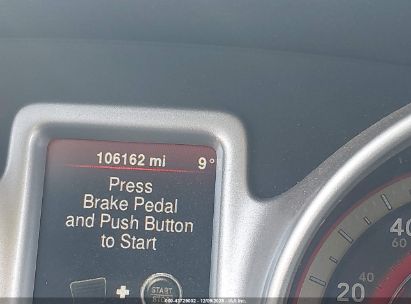 106162 mi 9°
Press
Brake Pedal
and Push Button
to Start
START
40
60
20
40